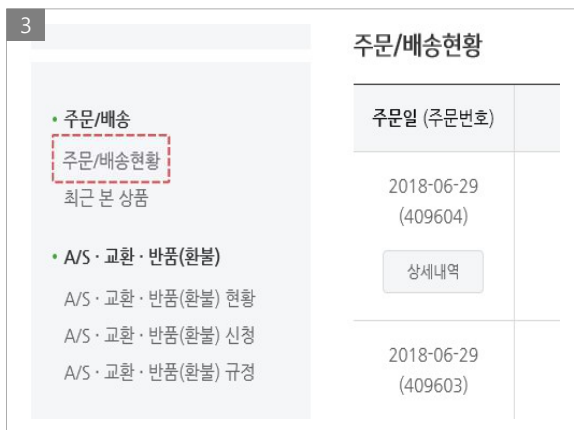 3
주문/배송
주문/배송현황
최근 본 상품
A/S · 교환 · 반품(환불)
A/S · 교환 · 반품(환불) 현황
A/S · 교환 · 반품(환불) 신청
A/S · 교환 · 반품(환불) 규정
주문/배송현황
주문일 (주문번호)
2018-06-29
(409604)
상세내역
2018-06-29
(409603)